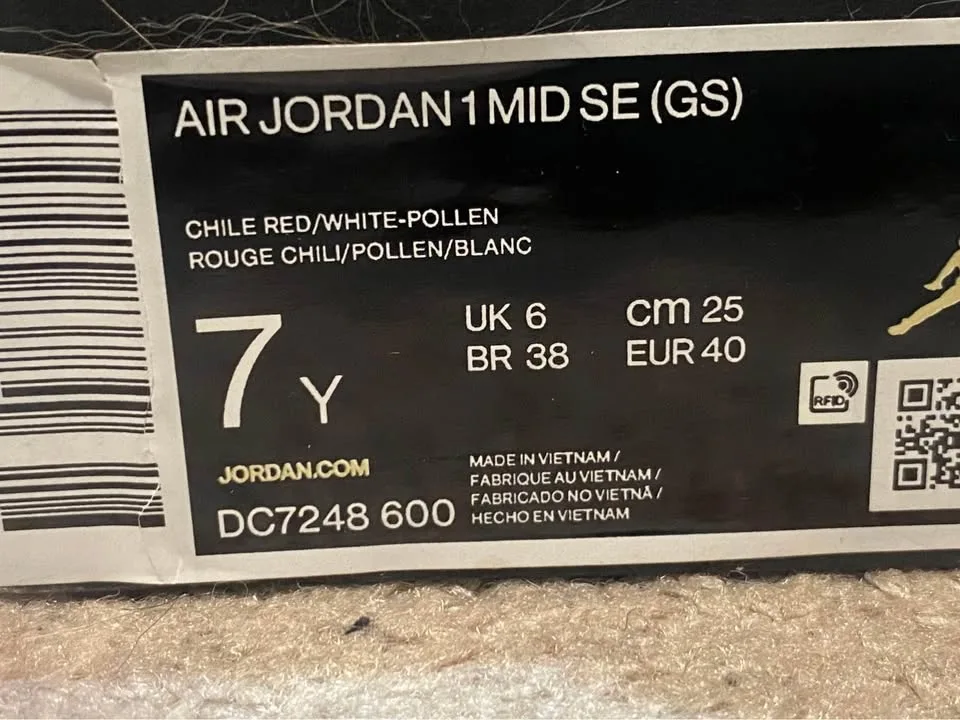 AIR JORDAN 1 MID SE (GS)
CHILE RED/WHITE-POLLEN
ROUGE CHILI/POLLEN/BLANC
7 Y
UK 6 cm 25
BR 38 EUR 40
RFID
JORDAN.COM
DC7248 600
MADE IN VIETNAM /
FABRIQUE AU VIETNAM /
FABRICADO NO VIETNÃ /
HECHO EN VIETNAM